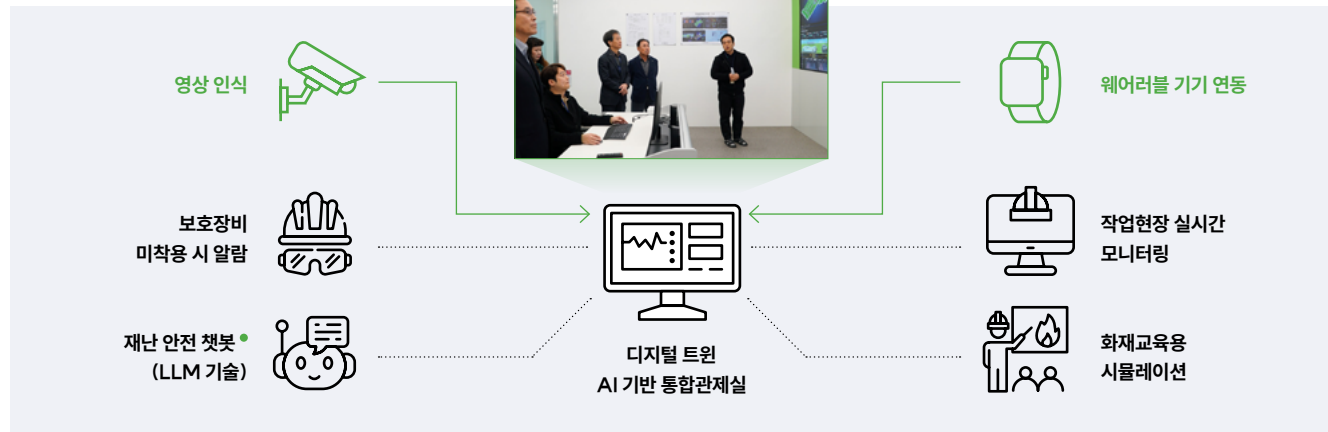 영상 인식
웨어러블 기기 연동
보호장비
미착용 시 알람
작업현장 실시간
모니터링
재난 안전 챗봇
(LLM 기술)
디지털 트윈
AI 기반 통합관제실
화재교육용
시뮬레이션